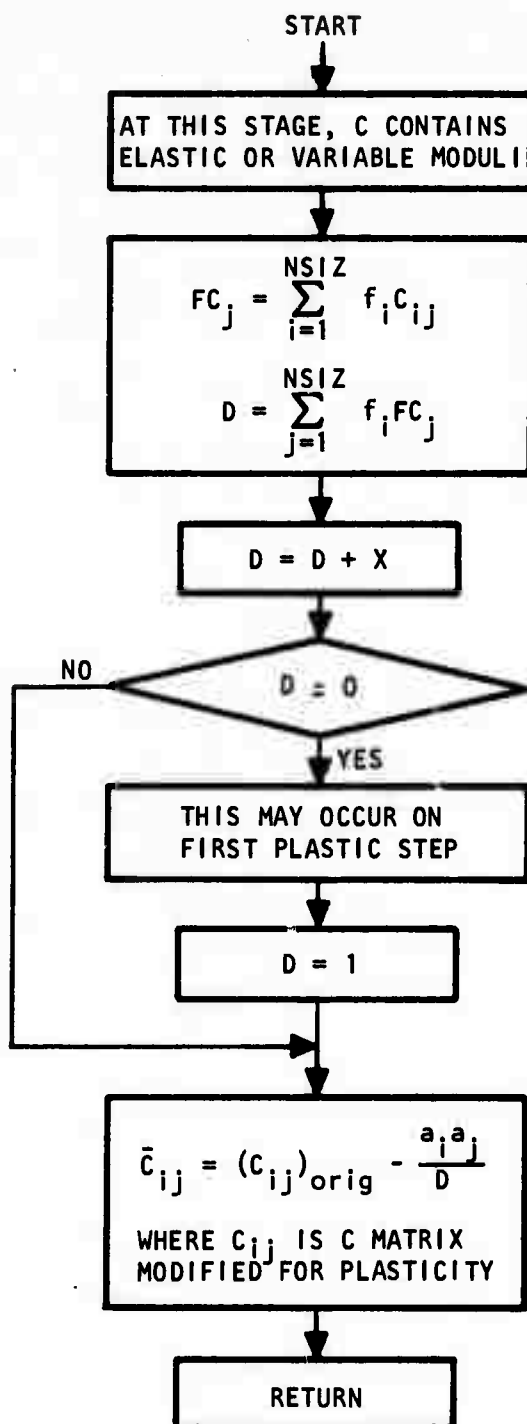 START
AT THIS STAGE, C CONTAINS
ELASTIC OR VARIABLE MODULI
NSIZ
FC_j = Σ f_i C_ij
i=1
NSIZ
D = Σ f_i FC_j
j=1
D = D + X
NO
D = 0
YES
THIS MAY OCCUR ON
FIRST PLASTIC STEP
D = 1
C̄_ij = (C_ij)_orig - a_i a_j / D
WHERE C_ij IS C MATRIX
MODIFIED FOR PLASTICITY
RETURN